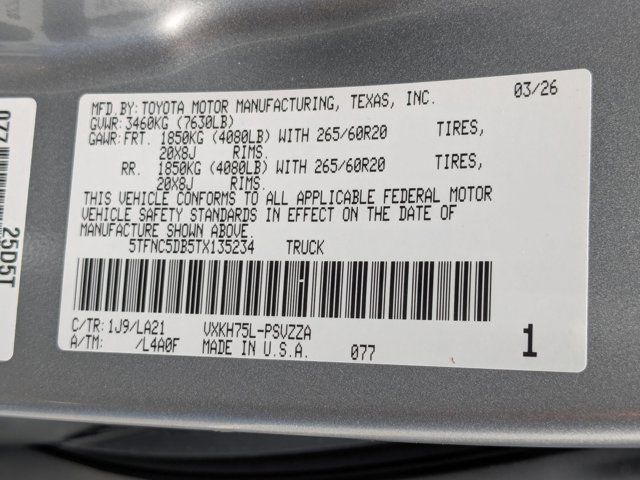 MFD.BY: TOYOTA MOTOR MANUFACTURING, TEXAS, INC. 03/26
GVWR: 3460KG (7630LB)
GAWR: FRT. 1850KG (4080LB) WITH 265/60R20 TIRES,
20X8J RIMS.
RR. 1850KG (4080LB) WITH 265/60R20 TIRES,
20X8J RIMS.
THIS VEHICLE CONFORMS TO ALL APPLICABLE FEDERAL MOTOR
VEHICLE SAFETY STANDARDS IN EFFECT ON THE DATE OF
MANUFACTURE SHOWN ABOVE.
5TFNC5DB5TX135234 TRUCK
C/TR: 1J9/LA21 VXKH75L-PSVZZA
A/TM: /L4A0F MADE IN U.S.A. 077 1
077
25D5T